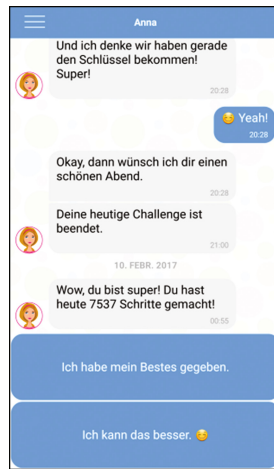 Anna
Und ich denke wir haben gerade
den Schlüssel bekommen!
Super!
20:28
😊 Yeah!
20:28
Okay, dann wünsch ich dir einen
schönen Abend.
20:28
Deine heutige Challenge ist
beendet.
21:00
10. FEBR. 2017
Wow, du bist super! Du hast
heute 7537 Schritte gemacht!
00:55
Ich habe mein Bestes gegeben.
Ich kann das besser. 😊